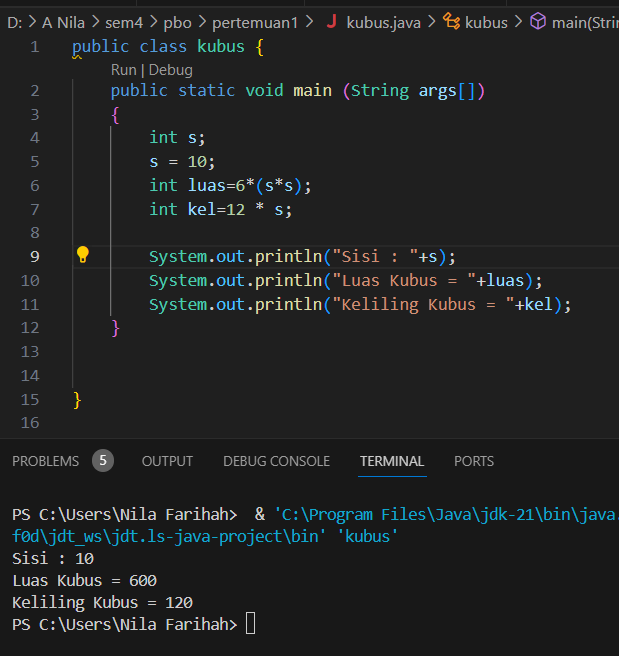 D: > A Nila > sem4 > pbo > pertemuan1 > J kubus.java > kubus > main(Stri
1 public class kubus {
Run | Debug
2 public static void main (String args[])
3 {
4 int s;
5 s = 10;
6 int luas=6*(s*s);
7 int kel=12 * s;
8
9 System.out.println("Sisi : "+s);
10 System.out.println("Luas Kubus = "+luas);
11 System.out.println("Keliling Kubus = "+kel);
12 }
13
14
15 }
16
PROBLEMS 5 OUTPUT DEBUG CONSOLE TERMINAL PORTS
PS C:\Users\Nila Farihah> & 'C:\Program Files\Java\jdk-21\bin\java.
f0d\jdt_ws\jdt.ls-java-project\bin' 'kubus'
Sisi : 10
Luas Kubus = 600
Keliling Kubus = 120
PS C:\Users\Nila Farihah>